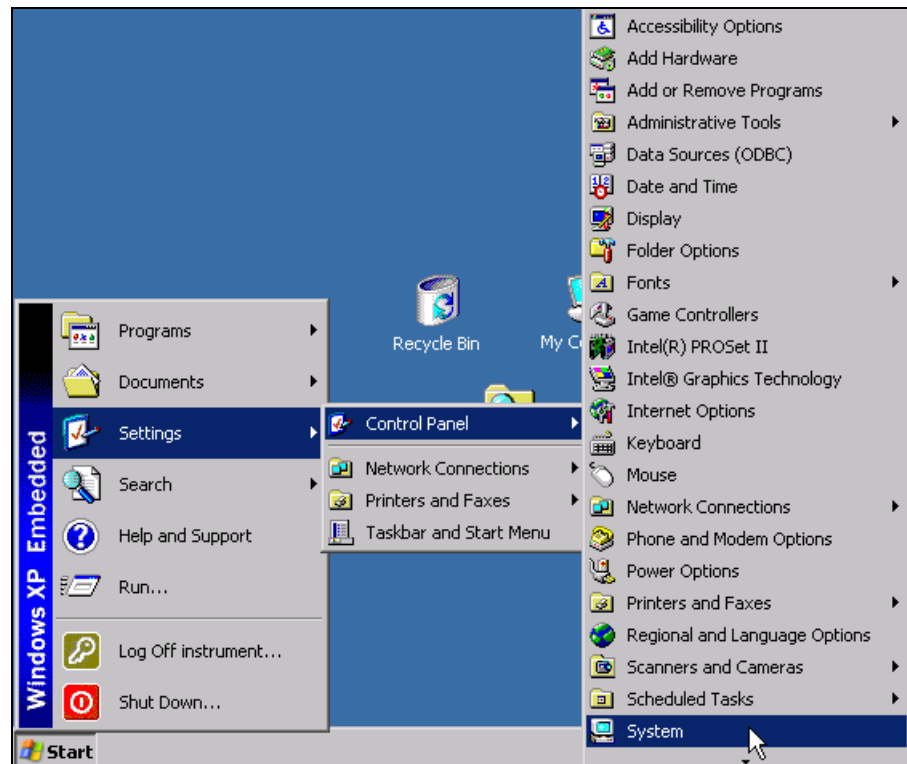 Accessibility Options
Add Hardware
Add or Remove Programs
Administrative Tools
Data Sources (ODBC)
Date and Time
Display
Folder Options
Fonts
Game Controllers
Intel(R) PROSet II
Intel® Graphics Technology
Internet Options
Keyboard
Mouse
Network Connections
Phone and Modem Options
Power Options
Printers and Faxes
Regional and Language Options
Scanners and Cameras
Scheduled Tasks
System
Recycle Bin
My C
Programs
Documents
Settings
Search
Help and Support
Run...
Log Off instrument...
Shut Down...
Control Panel
Network Connections
Printers and Faxes
Taskbar and Start Menu
Windows XP Embedded
Start